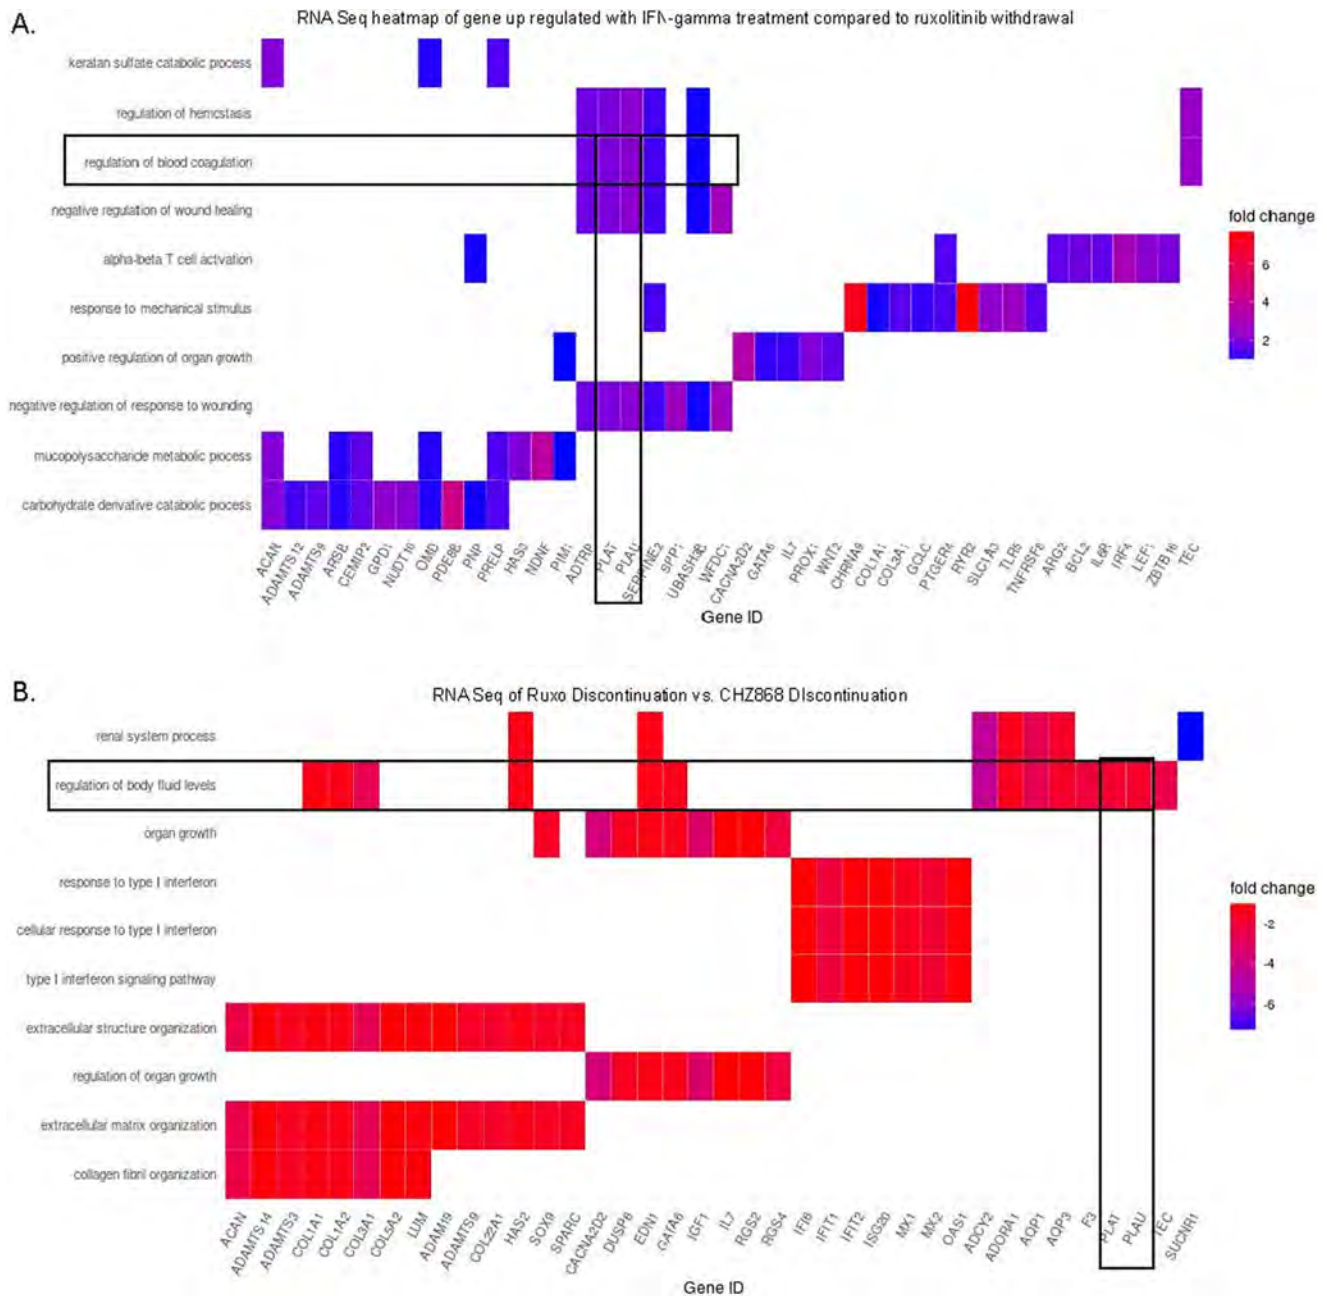 A.
RNA Seq heatmap of gene up regulated with IFN-gamma treatment compared to ruxolitinib withdrawal
keratan sulfate catabolic process
regulation of hemostasis
regulation of blood coagulation
negative regulation of wound healing
alpha-beta T cell activation
response to mechanical stimulus
positive regulation of organ growth
negative regulation of response to wounding
mucopolysaccharide metabolic process
carbohydrate derivative catabolic process
fold change
6
4
2
ACAN
ADAMTS12
ADAMTS9
ARSB
CEMIP2
GPD1
NUDT16
OMD
PDE8B
PNP
PRELP
HAS3
NDNF
PIM1
ADTRP
PLAT
PLAU
SERPINE2
SPP1
UBASH3B
WFDC1
CACNA2D2
GATA6
IL7
PROX1
WNT2
CHRNA9
COL1A1
COL3A1
GCLC
PTGER4
RYR2
SLC1A3
TNFRSF8
ARG2
BCL3
IL6R
IRF4
LEF1
ZBTB16
TEC
Gene ID
B.
RNA Seq of Ruxo Discontinuation vs. CHZ868 DIscontinuation
renal system process
regulation of body fluid levels
organ growth
response to type I interferon
cellular response to type I interferon
type I interferon signaling pathway
extracellular structure organization
regulation of organ growth
extracellular matrix organization
collagen fibril organization
fold change
-2
-4
-6
ACAN
ADAMTS14
ADAMTS3
COL1A1
COL1A2
COL3A1
COL5A2
LUM
ADAM19
ADAMTS9
COL22A1
HAS2
SOX9
SPARC
CACNA2D2
DUSP6
EDN1
GATA6
IGF1
IL7
RGS2
RGS4
IFI6
IFIT1
IFIT2
ISG20
MX1
MX2
OAS1
ADCY2
ADORA1
AQP1
AQP3
F3
PLAT
PLAU
TEC
SUCNR1
Gene ID